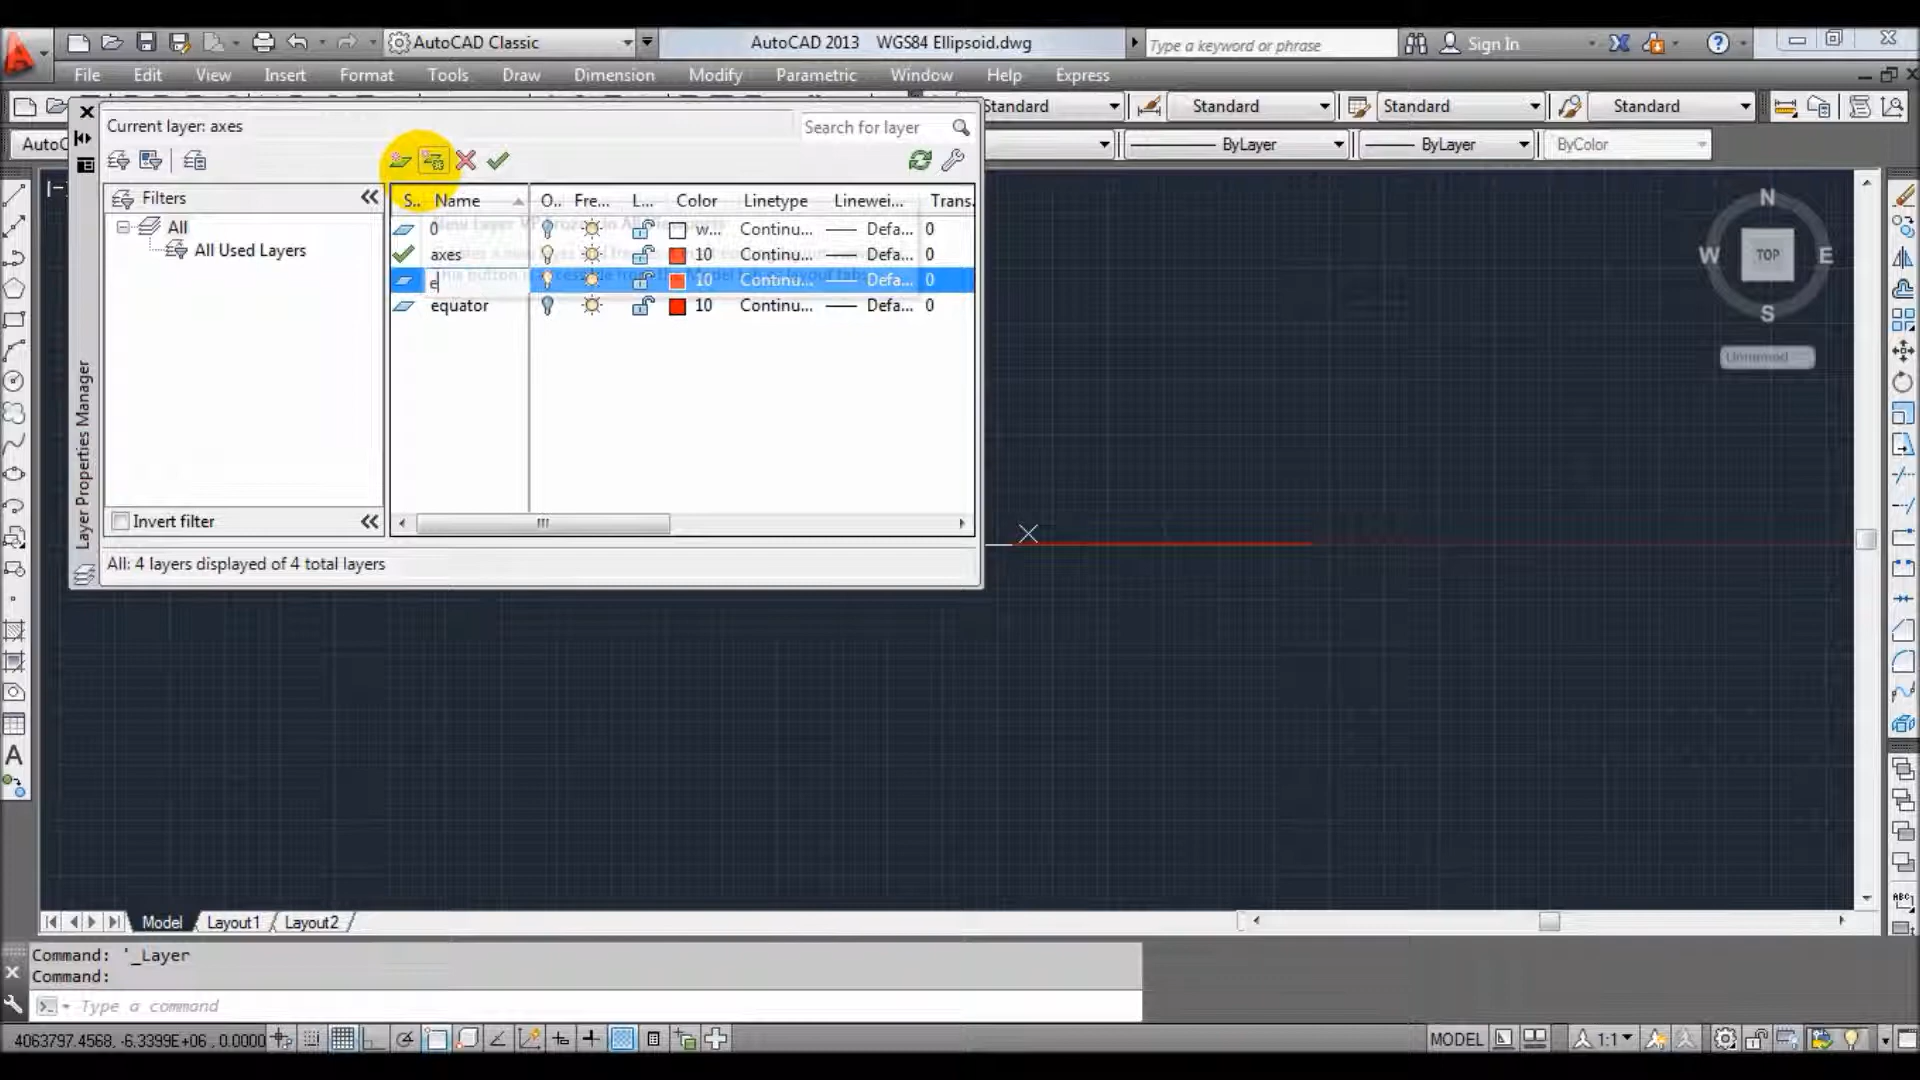 AutoCAD Classic
AutoCAD 2013 WGS84 Ellipsoid.dwg
Type a keyword or phrase
Sign In
File Edit View Insert Format Tools Draw Dimension Modify Parametric Window Help Express
Standard Standard Standard Standard
AutoC
ByLayer ByLayer ByColor
Current layer: axes
Search for layer
Filters
All
All Used Layers
Invert filter
S.. Name O.. Fre... L... Color Linetype Linewei... Trans.
0 w... Continu... Defa... 0
axes 10 Continu... Defa... 0
e 10 Continu... Defa... 0
equator 10 Continu... Defa... 0
Layer Properties Manager
All: 4 layers displayed of 4 total layers
N
W TOP E
S
Unnamed
Model Layout1 Layout2
Command: '_Layer
Command:
Type a command
4063797.4568, -6.3399E+06 , 0.0000
MODEL 1:1